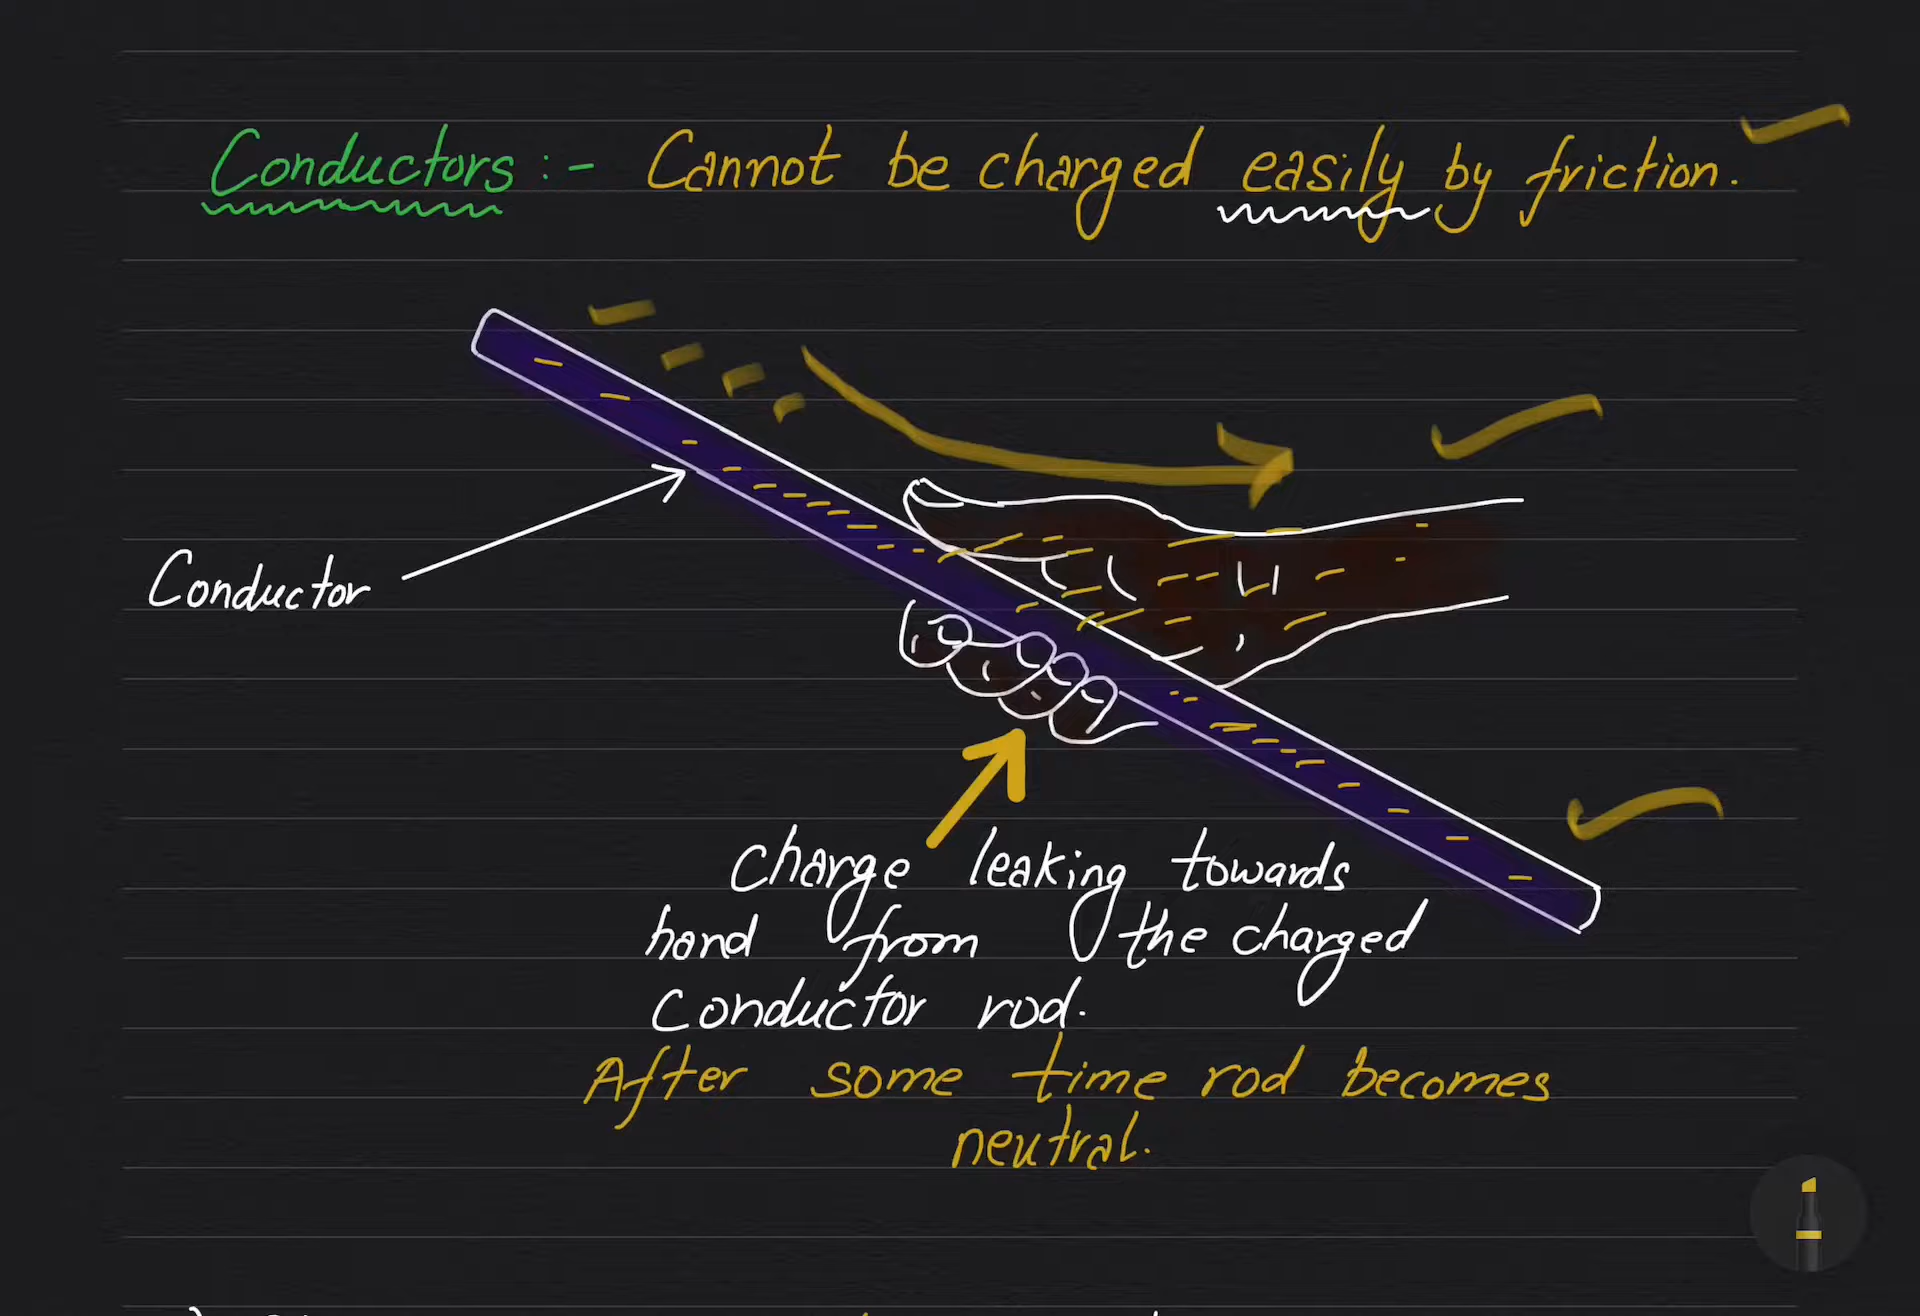 Conductors :- Cannot be charged easily by friction.
Conductor
Charge leaking towards
hand from the charged
Conductor rod.
After some time rod becomes
neutral.